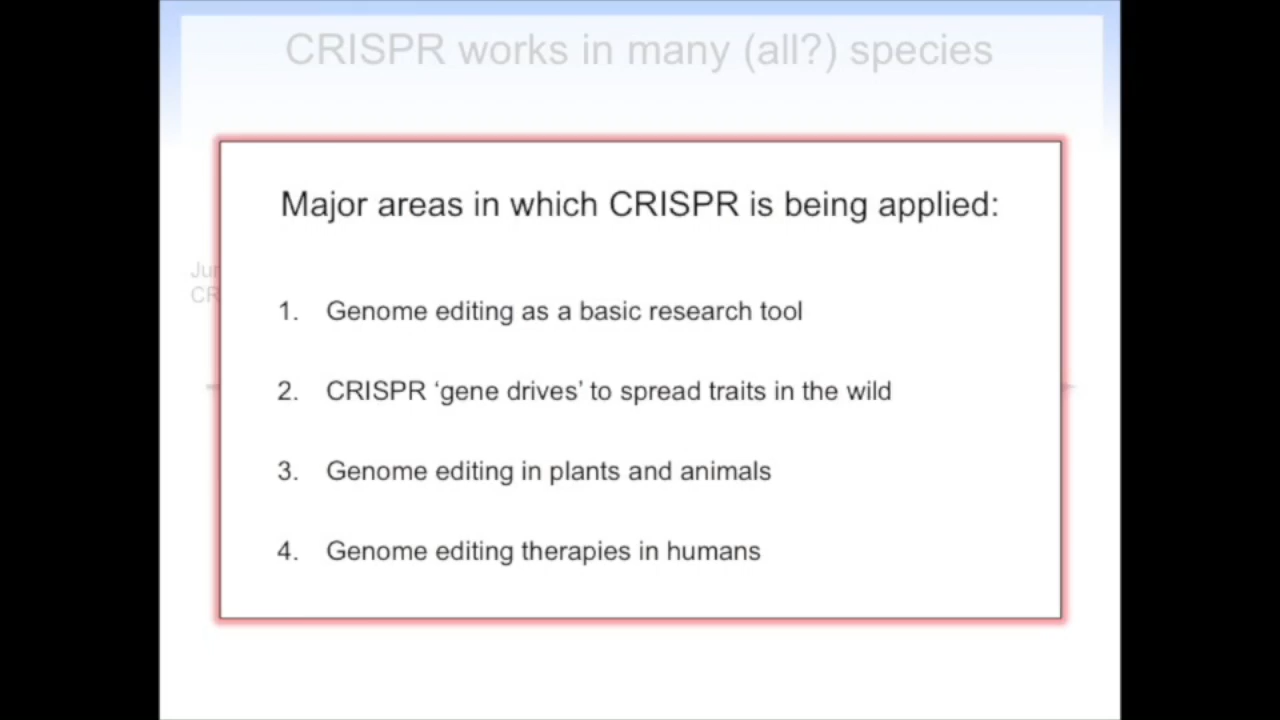 CRISPR works in many (all?) species
Major areas in which CRISPR is being applied:
1. Genome editing as a basic research tool
2. CRISPR ‘gene drives’ to spread traits in the wild
3. Genome editing in plants and animals
4. Genome editing therapies in humans